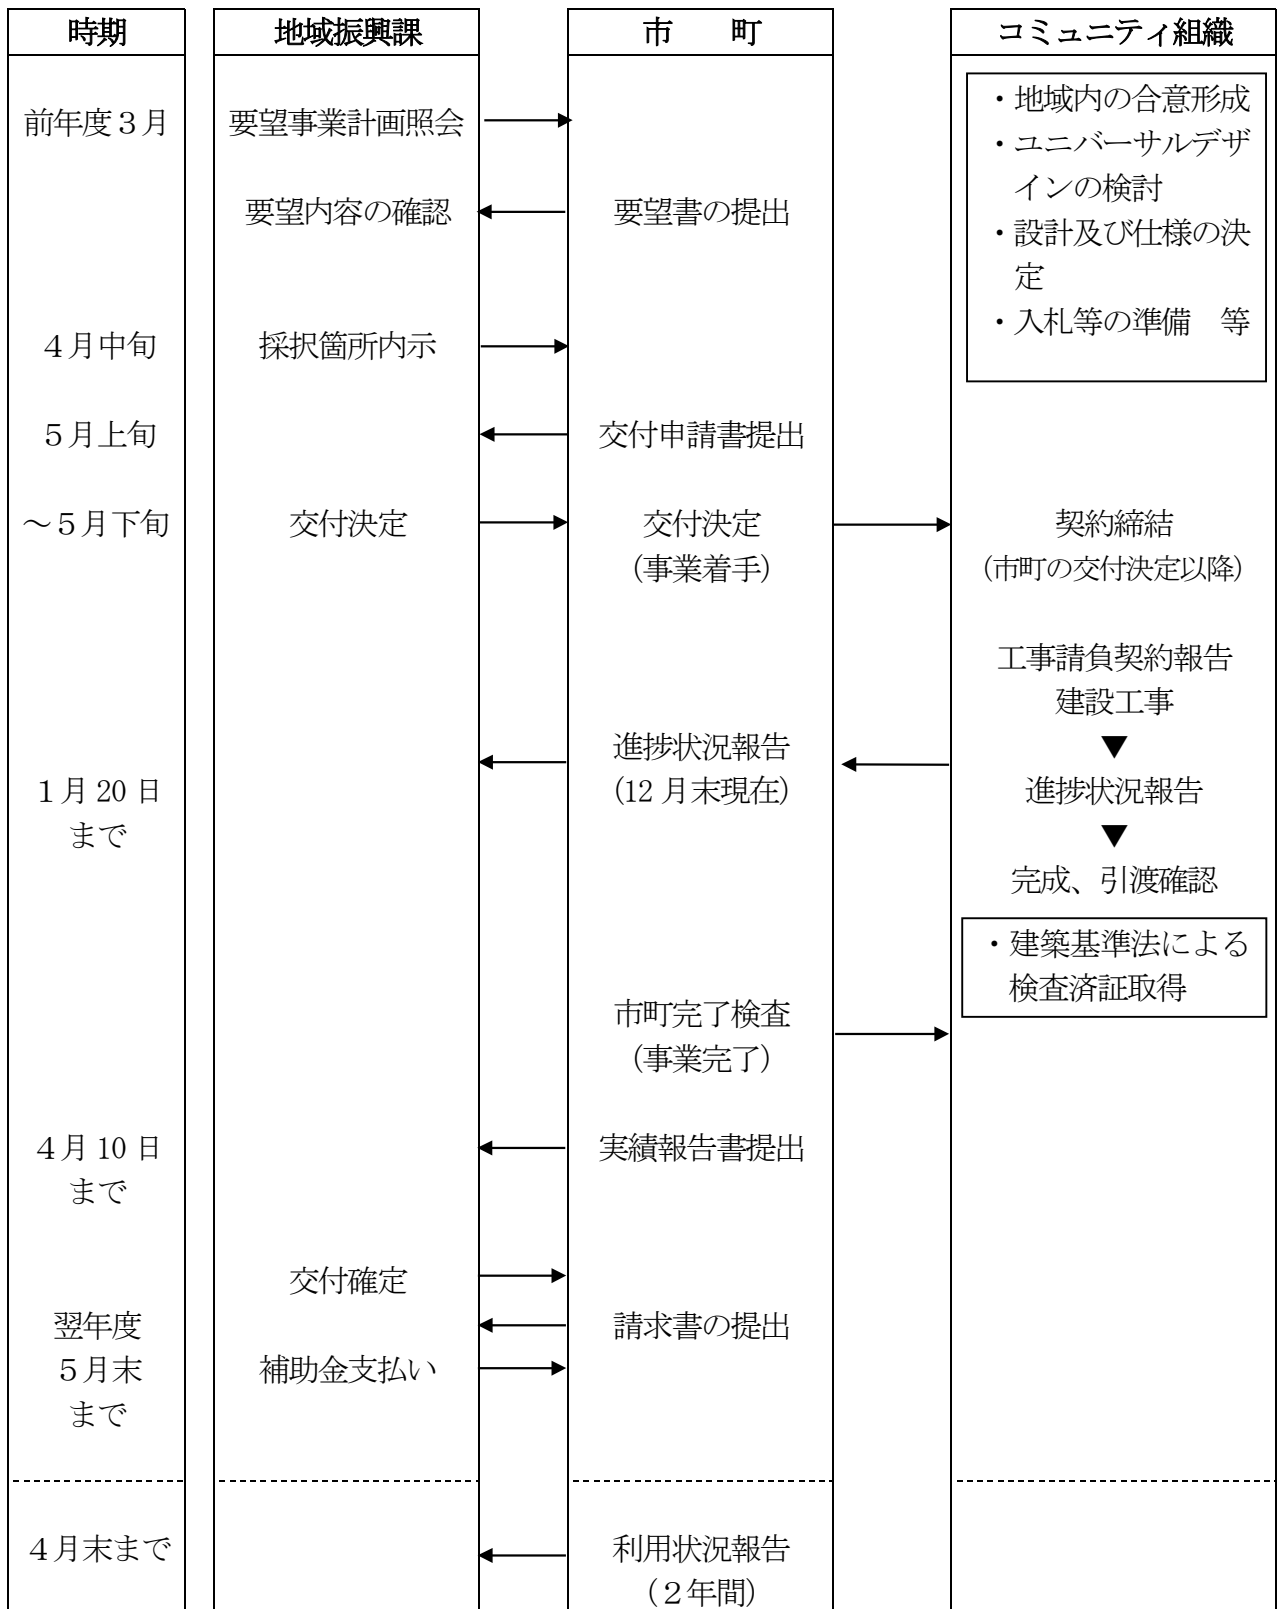 時期　地域振興課　市　　町　コミュニティ組織
・地域内の合意形成
前年度３月　要望事業計画照会
・ユニバーサルデザ
インの検討
要望内容の確認　要望書の提出
・設計及び仕様の決
定
・入札等の準備　等
４月中旬　採択箇所内示
５月上旬　交付申請書提出
～５月下旬　交付決定　交付決定　契約締結
(事業着手)　(市町の交付決定以降)
工事請負契約報告
建設工事
▼
進捗状況報告
(12月末現在)
１月20日　進捗状況報告
まで
▼
完成、引渡確認
・建築基準法による
検査済証取得
市町完了検査
(事業完了)
４月10日　実績報告書提出
まで
交付確定
翌年度　請求書の提出
５月末　補助金支払い
まで
４月末まで　利用状況報告
(２年間)